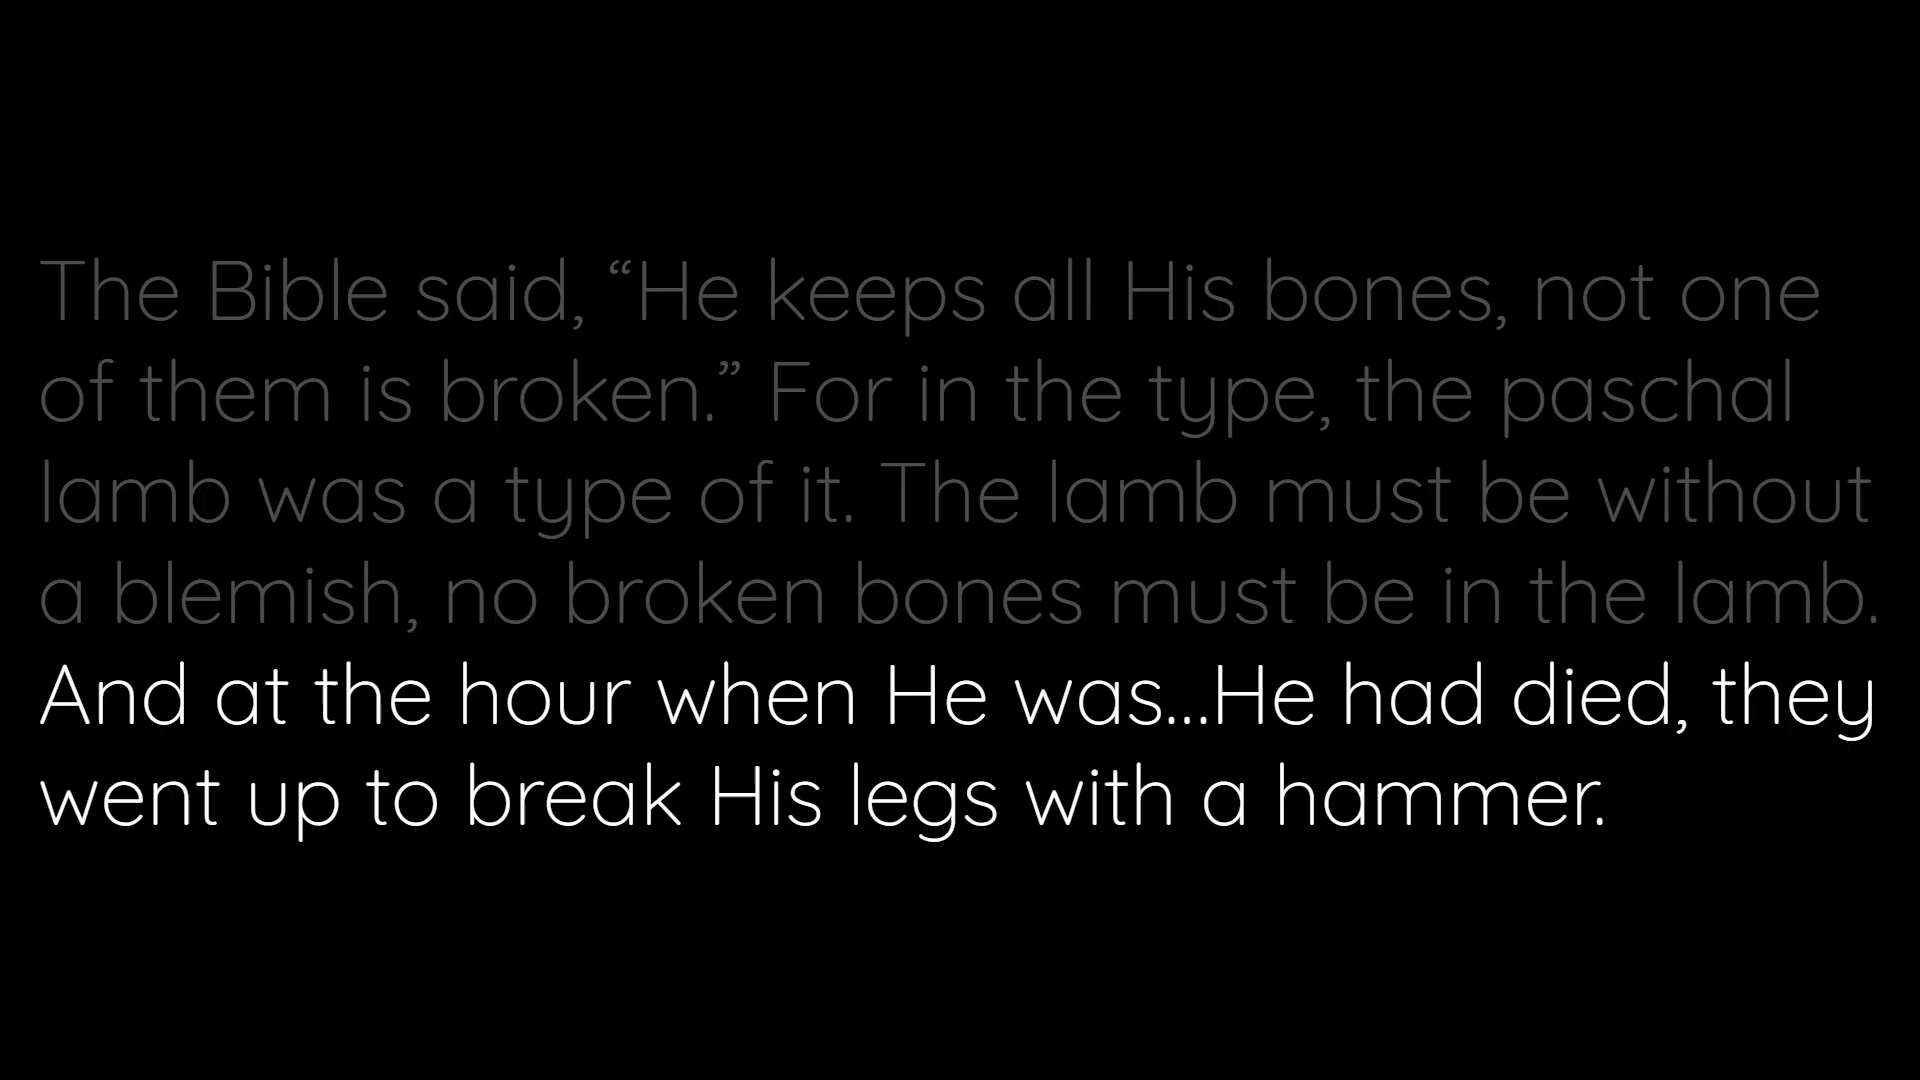 The Bible said, “He keeps all His bones, not one
of them is broken.” For in the type, the paschal
lamb was a type of it. The lamb must be without
a blemish, no broken bones must be in the lamb.
And at the hour when He was...He had died, they
went up to break His legs with a hammer.